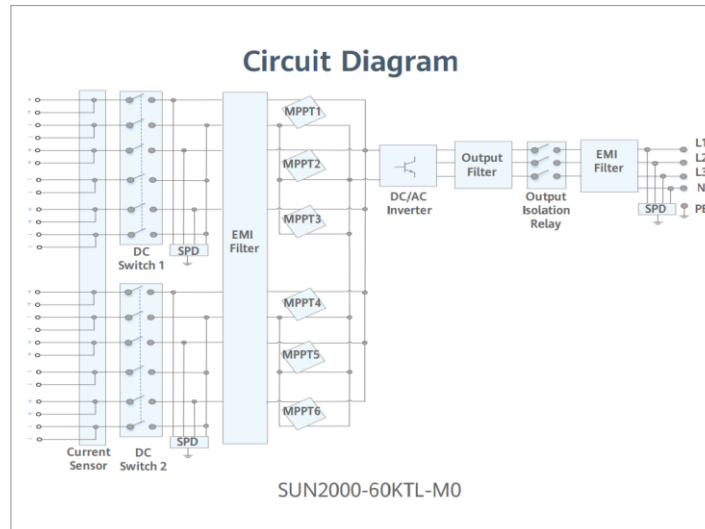 Circuit Diagram
MPPT1
MPPT2
MPPT3
MPPT4
MPPT5
MPPT6
EMI
Filter
DC
Switch 1
SPD
DC
Switch 2
SPD
Current
Sensor
DC/AC
Inverter
Output
Filter
Output
Isolation
Relay
EMI
Filter
SPD
L1
L2
L3
N
PE
SUN2000-60KTL-M0